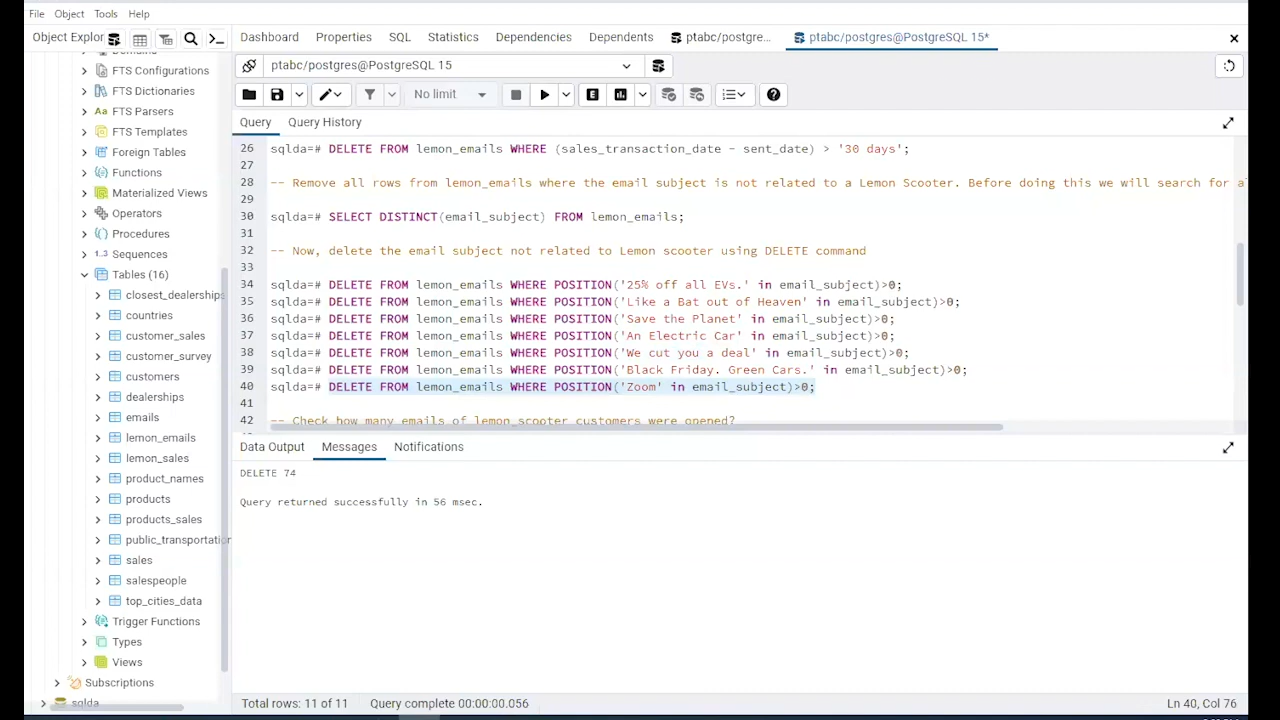 File Object Tools Help
Object Explor
Dashboard Properties SQL Statistics Dependencies Dependents ptabc/postgre... ptabc/postgres@PostgreSQL 15*
Domains
FTS Configurations
FTS Dictionaries
Aa FTS Parsers
FTS Templates
Foreign Tables
Functions
Materialized Views
Operators
Procedures
1..3 Sequences
Tables (16)
closest_dealerships
countries
customer_sales
customer_survey
customers
dealerships
emails
lemon_emails
lemon_sales
product_names
products
products_sales
public_transportation
sales
salespeople
top_cities_data
Trigger Functions
Types
Views
Subscriptions
sqlda
ptabc/postgres@PostgreSQL 15
No limit
Query Query History
26 sqlda=# DELETE FROM lemon_emails WHERE (sales_transaction_date - sent_date) > '30 days';
27
28 -- Remove all rows from lemon_emails where the email subject is not related to a Lemon Scooter. Before doing this we will search for a
29
30 sqlda=# SELECT DISTINCT(email_subject) FROM lemon_emails;
31
32 -- Now, delete the email subject not related to Lemon scooter using DELETE command
33
34 sqlda=# DELETE FROM lemon_emails WHERE POSITION('25% off all EVs.' in email_subject)>0;
35 sqlda=# DELETE FROM lemon_emails WHERE POSITION('Like a Bat out of Heaven' in email_subject)>0;
36 sqlda=# DELETE FROM lemon_emails WHERE POSITION('Save the Planet' in email_subject)>0;
37 sqlda=# DELETE FROM lemon_emails WHERE POSITION('An Electric Car' in email_subject)>0;
38 sqlda=# DELETE FROM lemon_emails WHERE POSITION('We cut you a deal' in email_subject)>0;
39 sqlda=# DELETE FROM lemon_emails WHERE POSITION('Black Friday. Green Cars.' in email_subject)>0;
40 sqlda=# DELETE FROM lemon_emails WHERE POSITION('Zoom' in email_subject)>0;
41
42 -- Check how many emails of lemon_scooter customers were opened?
Data Output Messages Notifications
DELETE 74
Query returned successfully in 56 msec.
Total rows: 11 of 11 Query complete 00:00:00.056 Ln 40, Col 76